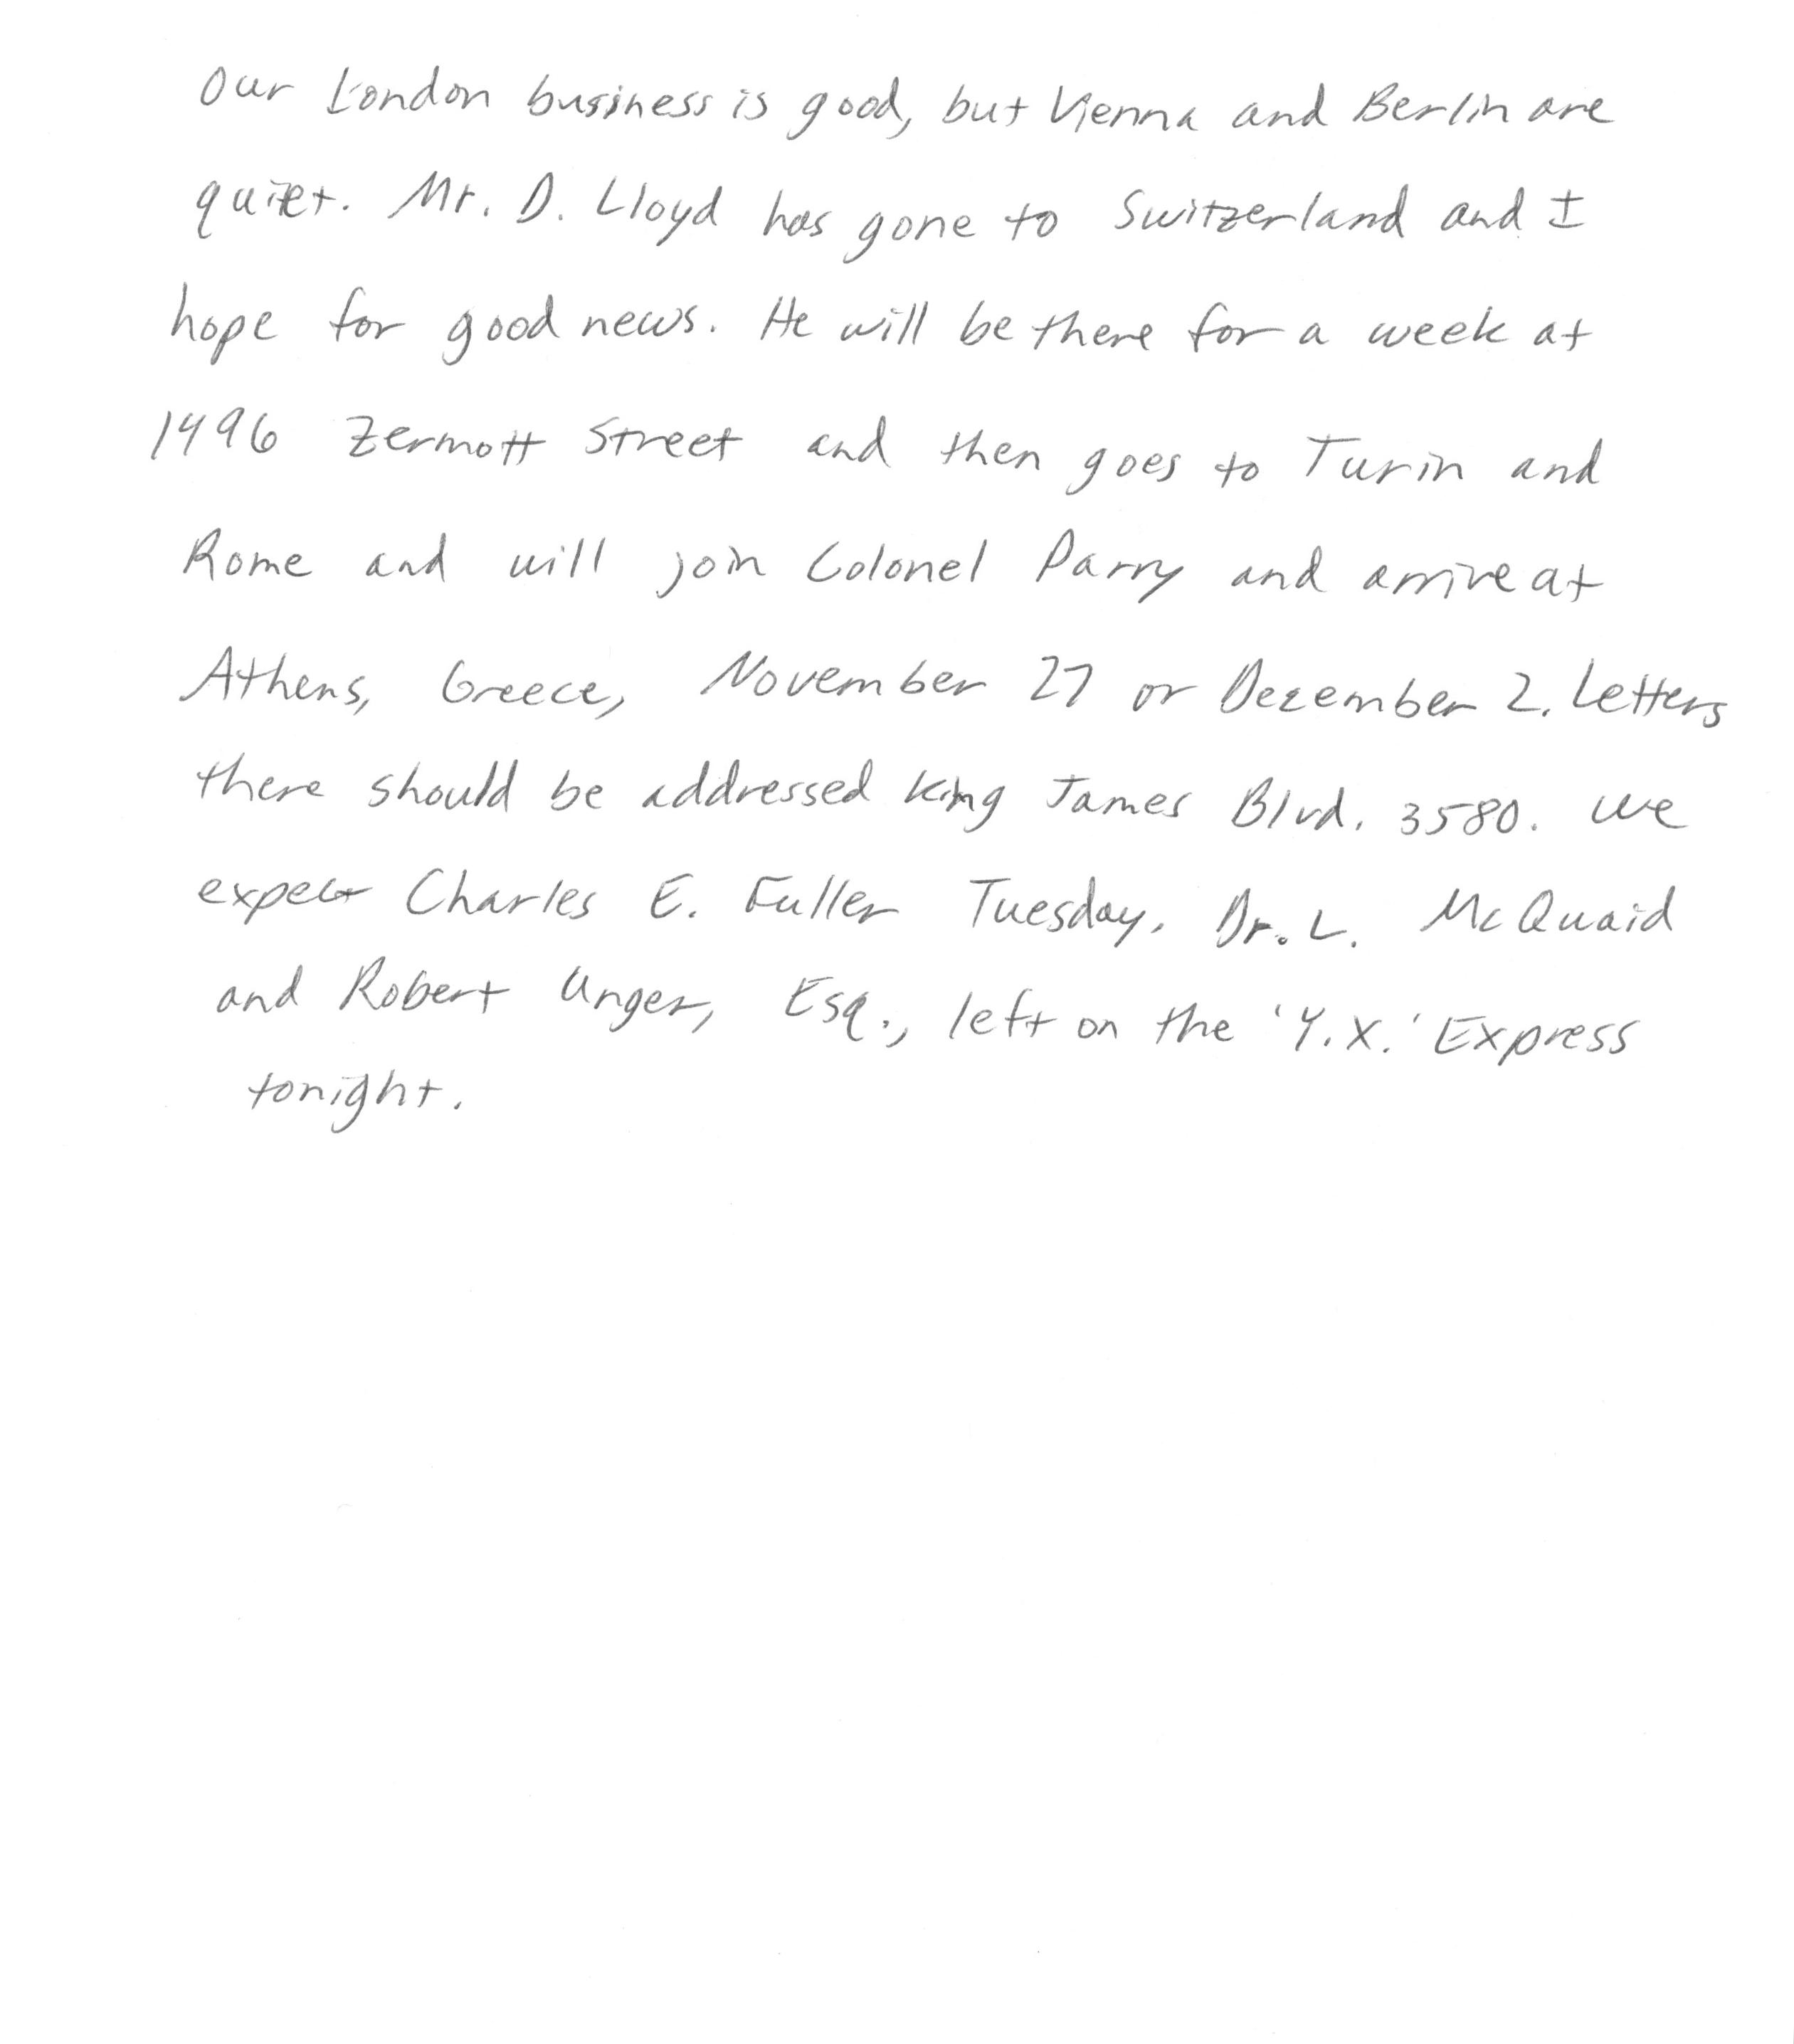 Our London business is good, but Vienna and Berlin are
quiet. Mr. D. Lloyd has gone to Switzerland and I
hope for good news. He will be there for a week at
1496 Zermott Street and then goes to Turin and
Rome and will join Colonel Parry and arrive at
Athens, Greece, November 27 or December 2. Letters
there should be addressed King James Blvd. 3580. We
expect Charles E. Fuller Tuesday, Dr. L. McQuaid
and Robert Unger, Esq., left on the 'Y.X.' Express
tonight.